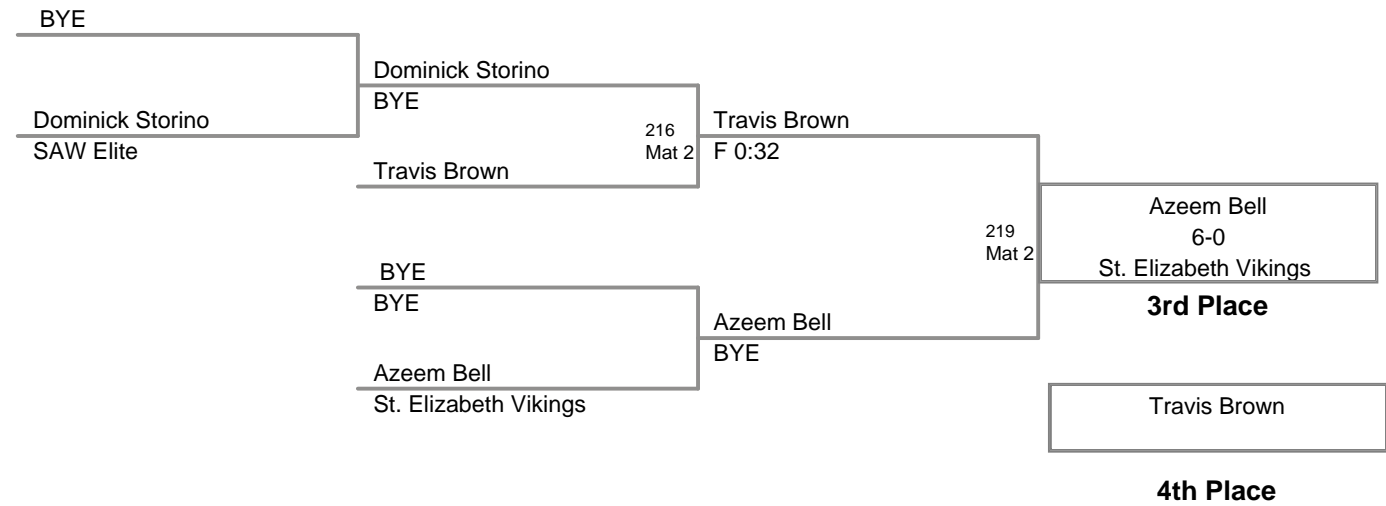 BYE
Dominick Storino
BYE
Dominick Storino
SAW Elite
216
Mat 2
Travis Brown
F 0:32
Travis Brown
Azeem Bell
6-0
St. Elizabeth Vikings
219
Mat 2
BYE
BYE
3rd Place
Azeem Bell
BYE
Azeem Bell
St. Elizabeth Vikings
Travis Brown
4th Place